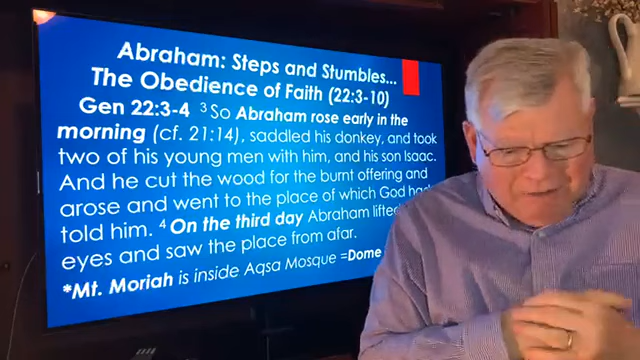 Abraham: Steps and Stumbles...
The Obedience of Faith (22:3-10)
Gen 22:3-4 ³So Abraham rose early in the
morning (cf. 21:14), saddled his donkey, and took
two of his young men with him, and his son Isaac.
And he cut the wood for the burnt offering and
arose and went to the place of which God had
told him. ⁴On the third day Abraham lifted
eyes and saw the place from afar.
*Mt. Moriah is inside Aqsa Mosque =Dome